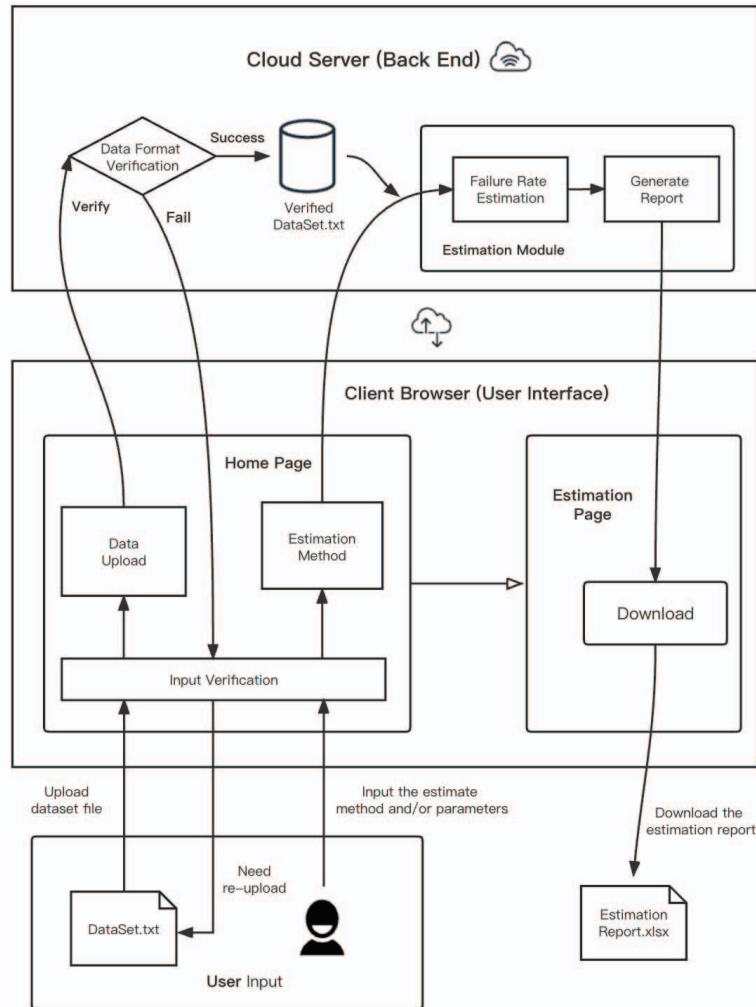 Cloud Server (Back End)
Data Format
Verification
Success
Verify
Fail
Verified
DataSet.txt
Failure Rate
Estimation
Generate
Report
Estimation Module
Client Browser (User Interface)
Home Page
Data
Upload
Estimation
Method
Input Verification
Estimation
Page
Download
Upload
dataset file
Input the estimate
method and/or parameters
Download the
estimation report
Need
re-upload
DataSet.txt
User Input
Estimation
Report.xlsx